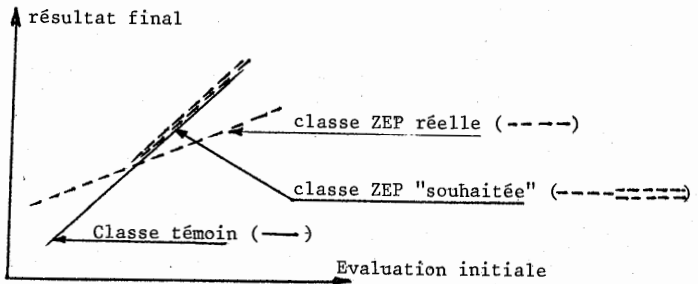 résultat final
classe ZEP réelle (----)
classe ZEP "souhaitée" (----====)
Classe témoin (——)
Evaluation initiale